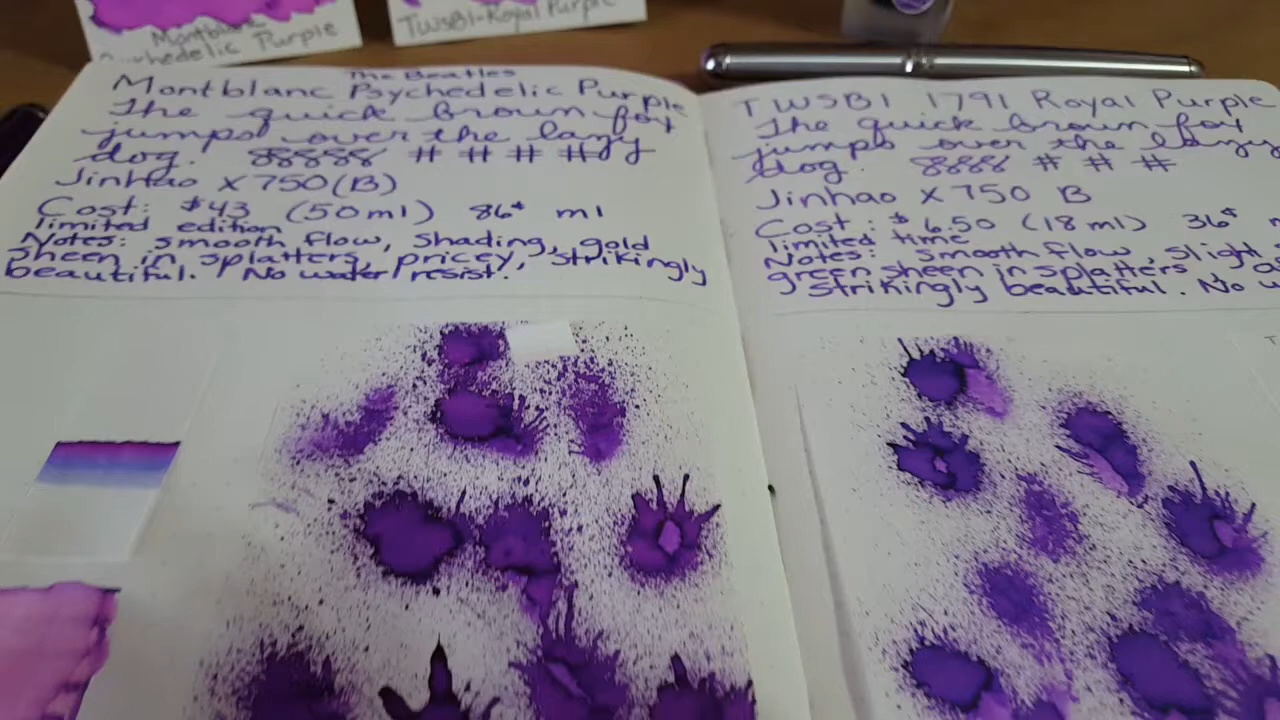 Montblanc
Psychedelic Purple
TWSBI-Royal Purple
The Beatles
Montblanc Psychedelic Purple
The quick brown fox
jumps over the lazy
dog. 88888 # # # #
Jinhao X750 (B)
Cost: $43 (50ml) 86¢ ml
limited edition
Notes: smooth flow, shading, gold
sheen in splatters, pricey, strikingly
beautiful. No water resist.
TWSBI 1791 Royal Purple
The quick brown fox
jumps over the lazy
dog. 8888 # # #
Jinhao X750 B
Cost: $6.50 (18ml) 36¢
limited time
Notes: smooth flow, slight
green sheen in splatters
strikingly beautiful. No